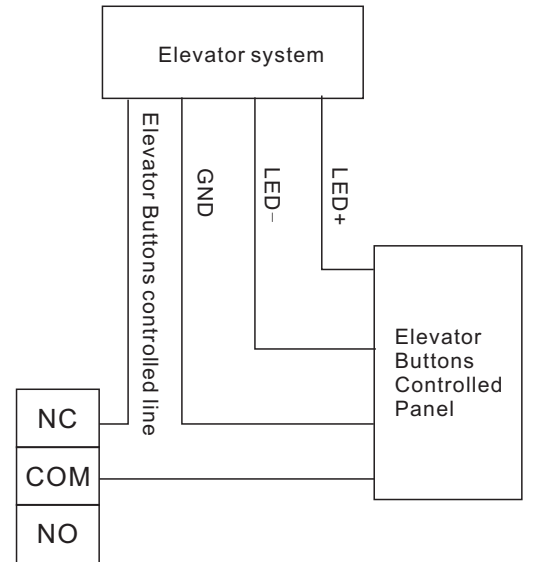 Elevator system
Elevator Buttons controlled line
GND
LED−
LED+
Elevator
Buttons
Controlled
Panel
NC
COM
NO